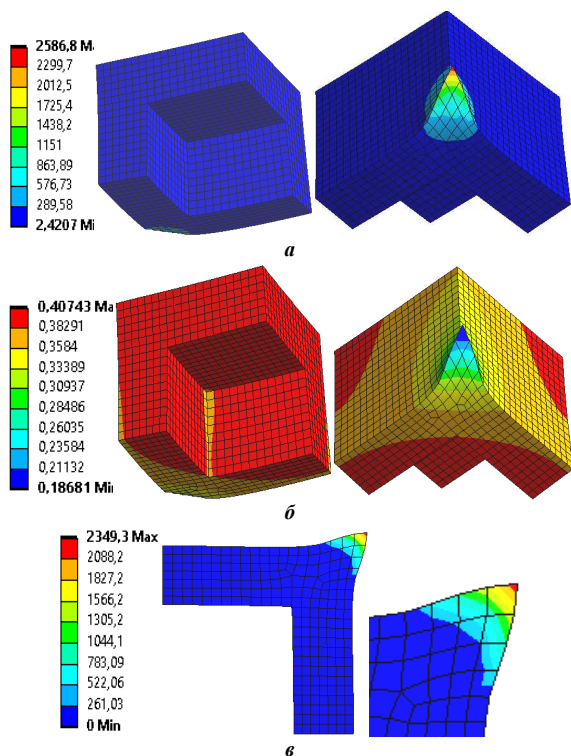 2586,8 Ma
2299,7
2012,5
1725,4
1438,2
1151
863,89
576,73
289,58
2,4207 Mi
а
0,40743 Ma
0,38291
0,3584
0,33389
0,30937
0,28486
0,26035
0,23584
0,21132
0,18681 Min
б
2349,3 Max
2088,2
1827,2
1566,2
1305,2
1044,1
783,09
522,06
261,03
0 Min
в